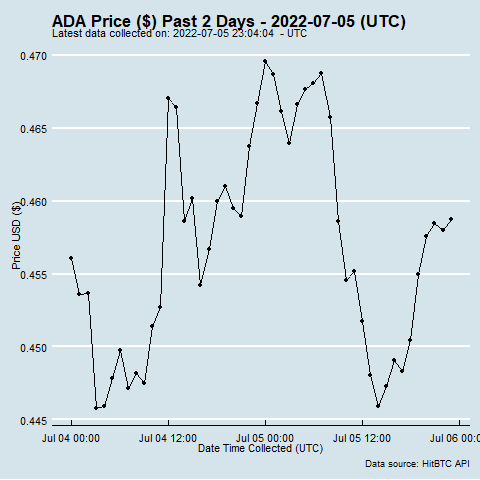 ADA Price ($) Past 2 Days - 2022-07-05 (UTC)
Latest data collected on: 2022-07-05 23:04:04 - UTC
0.470
0.465
0.460
0.455
0.450
0.445
Price USD ($)
Jul 04 00:00 Jul 04 12:00 Jul 05 00:00 Jul 05 12:00 Jul 06 00:0
Date Time Collected (UTC)
Data source: HitBTC API